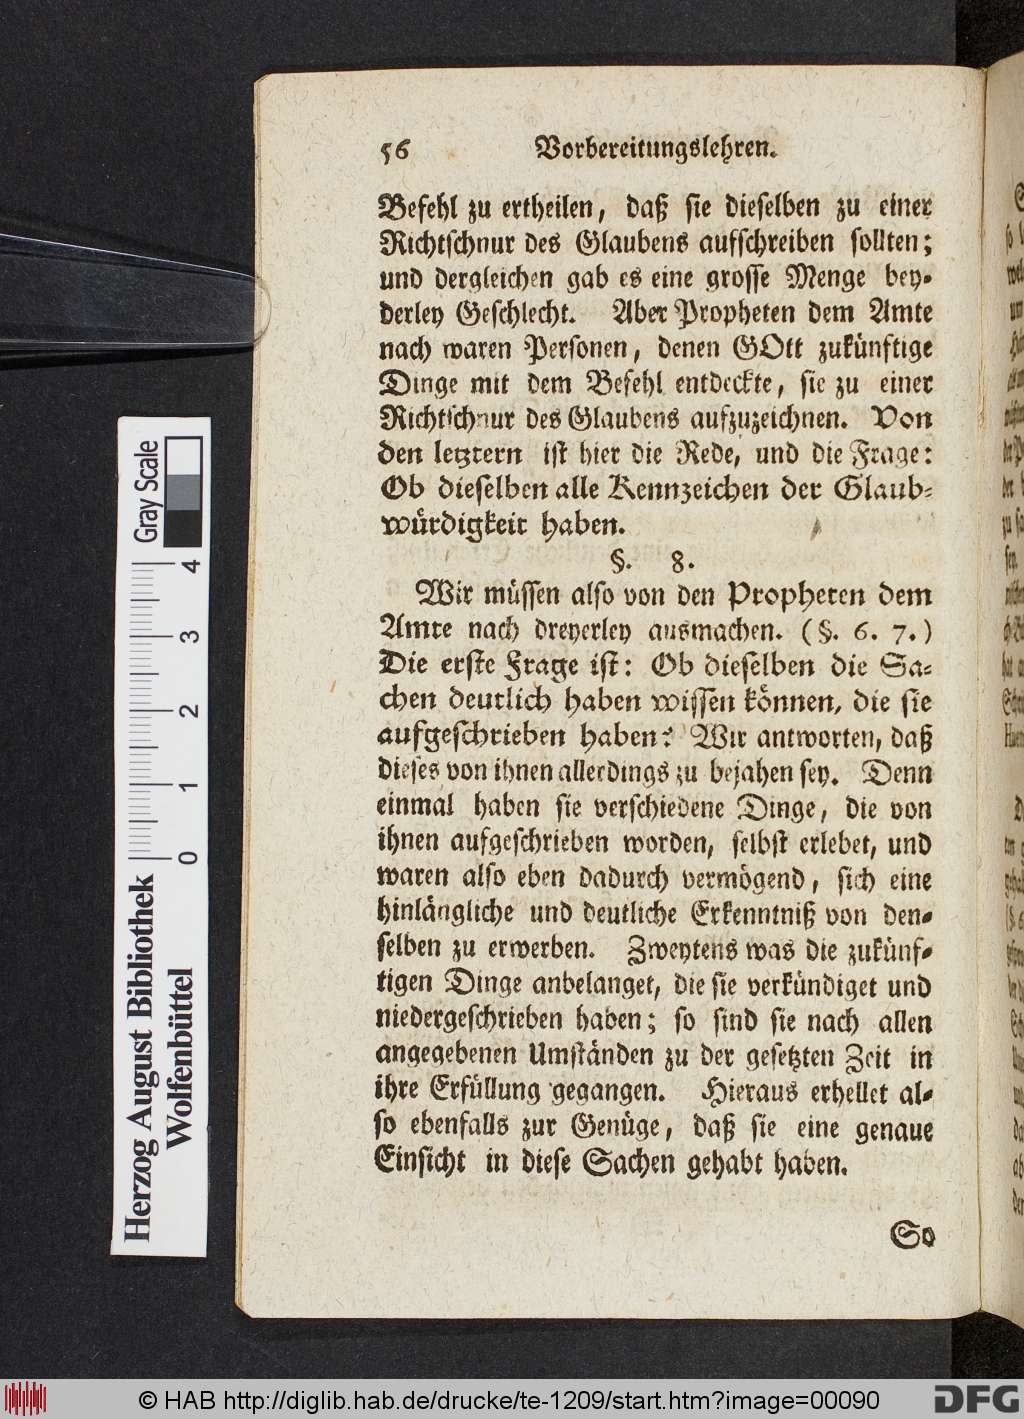 56 Vorbereitungslehren.
Befehl zu ertheilen, daß sie dieselben zu einer
Richtschnur des Glaubens aufschreiben sollten;
und dergleichen gab es eine grosse Menge bey-
derley Geschlecht. Aber Propheten dem Amte
nach waren Personen, denen GOtt zukünftige
Dinge mit dem Befehl entdeckte, sie zu einer
Richtschnur des Glaubens aufzuzeichnen. Von
den letztern ist hier die Rede, und die Frage:
Ob dieselben alle Kennzeichen der Glaub-
würdigkeit haben.
§. 8.
Wir müssen also von den Propheten dem
Amte nach dreyerley ausmachen. (§. 6. 7.)
Die erste Frage ist: Ob dieselben die Sa-
chen deutlich haben wissen können, die sie
aufgeschrieben haben? Wir antworten, daß
dieses von ihnen allerdings zu bejahen sey. Denn
einmal haben sie verschiedene Dinge, die von
ihnen aufgeschrieben worden, selbst erlebet, und
waren also eben dadurch vermögend, sich eine
hinlängliche und deutliche Erkenntniß von den-
selben zu erwerben. Zweytens was die zukünf-
tigen Dinge anbelanget, die sie verkündiget und
niedergeschrieben haben; so sind sie nach allen
angegebenen Umständen zu der gesetzten Zeit in
ihre Erfüllung gegangen. Hieraus erhellet al-
so ebenfalls zur Genüge, daß sie eine genaue
Einsicht in diese Sachen gehabt haben.
So
Gray Scale
4
3
2
1
0
Herzog August Bibliothek
Wolfenbüttel
© HAB http://diglib.hab.de/drucke/te-1209/start.htm?image=00090
DFG